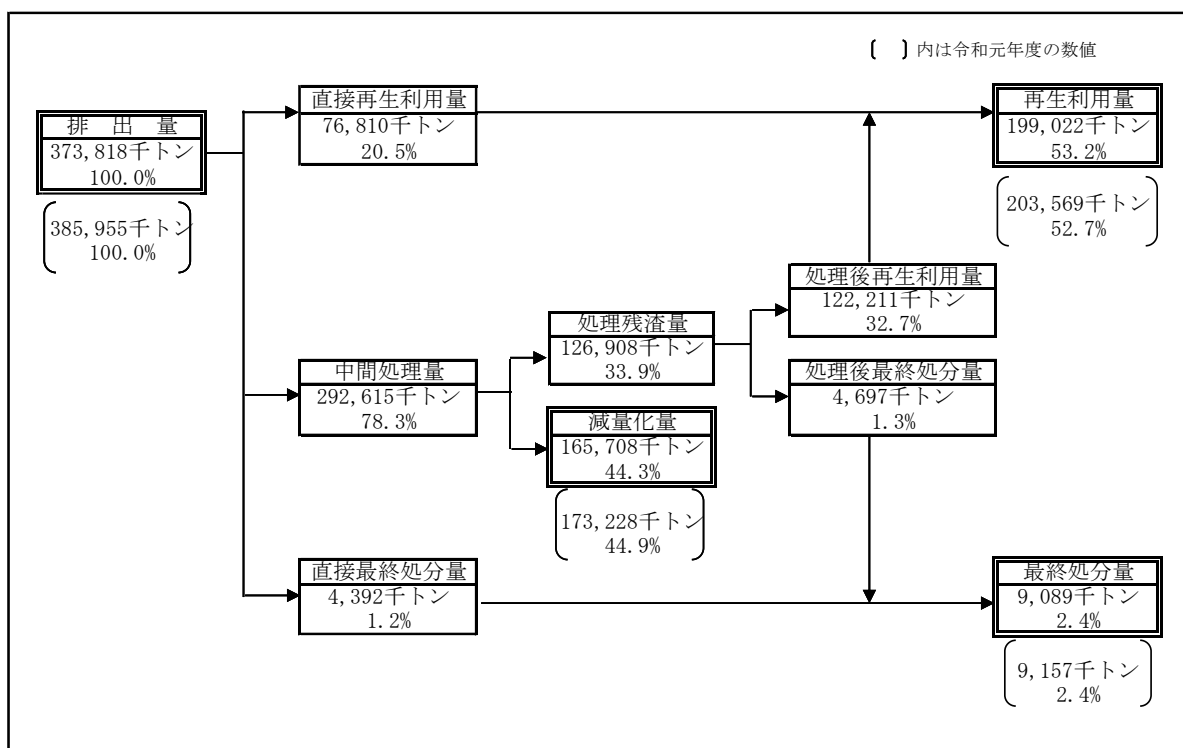 〔　〕内は令和元年度の数値
排　出　量
373,818千トン
100.0%
385,955千トン
100.0%
直接再生利用量
76,810千トン
20.5%
中間処理量
292,615千トン
78.3%
直接最終処分量
4,392千トン
1.2%
処理残渣量
126,908千トン
33.9%
減量化量
165,708千トン
44.3%
173,228千トン
44.9%
処理後再生利用量
122,211千トン
32.7%
処理後最終処分量
4,697千トン
1.3%
再生利用量
199,022千トン
53.2%
203,569千トン
52.7%
最終処分量
9,089千トン
2.4%
9,157千トン
2.4%